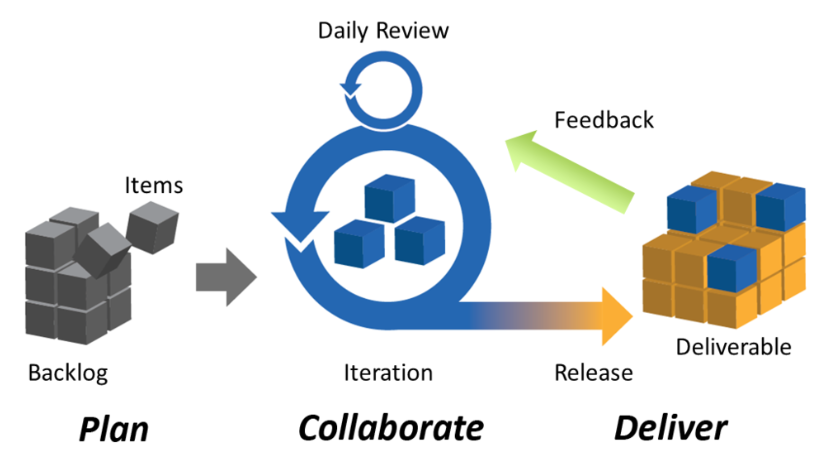 Daily Review
Feedback
Items
Deliverable
Backlog
Iteration
Release
Plan
Collaborate
Deliver